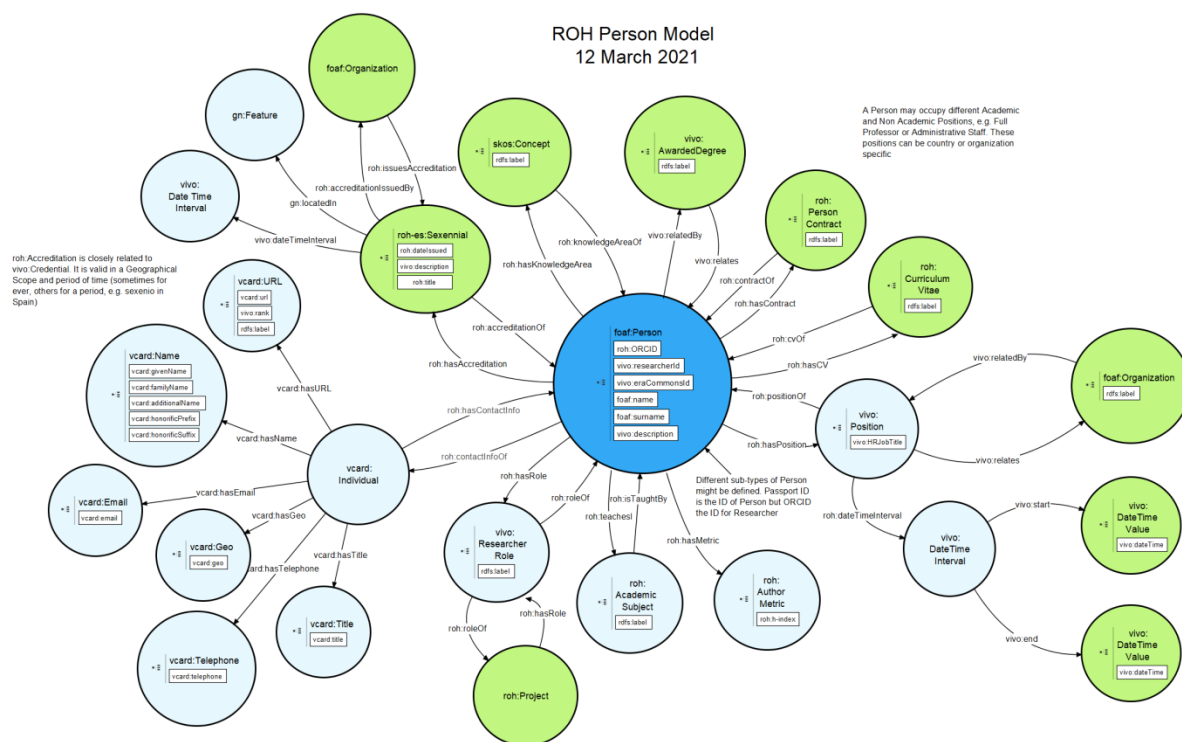 ROH Person Model
12 March 2021
foaf:Organization
gn:Feature
vivo:
Date Time
Interval
roh:issuesAccreditation
roh:accreditationIssuedBy
gn:locatedIn
vivo:dateTimeInterval
roh-es:Sexennial
roh:dateIssued
vivo:description
roh:title
skos:Concept
rdfs:label
vivo:
AwardedDegree
rdfs:label
A Person may occupy different Academic
and Non Academic Positions, e.g. Full
Professor or Administrative Staff. These
positions can be country or organization
specific
roh:
Person
Contract
rdfs:label
roh:knowledgeAreaOf
roh:hasKnowledgeArea
vivo:relatedBy
vivo:relates
roh:contractOf
roh:hasContract
roh:
Curriculum
Vitae
rdfs:label
roh:cvOf
roh:hasCV
roh:Accreditation is closely related to
vivo:Credential. It is valid in a Geographical
Scope and period of time (sometimes for
ever, others for a period, e.g. sexenio in
Spain)
vcard:URL
vcard:url
vivo:rank
rdfs:label
roh:accreditationOf
roh:hasAccreditation
foaf:Person
roh:ORCID
vivo:researcherId
vivo:eraCommonsId
foaf:name
foaf:surname
vivo:description
vcard:Name
vcard:givenName
vcard:familyName
vcard:additionalName
vcard:hononificPrefix
vcard:honorificSuffix
vcard:hasURL
vcard:hasName
roh:hasContactInfo
roh:contactInfoOf
vcard:
Individual
roh:positionOf
roh:hasPosition
vivo:
Position
vivo:HRJobTitle
vivo:relatedBy
vivo:relates
foaf:Organization
rdfs:label
vcard:Email
vcard:email
vcard:hasEmail
vcard:hasGeo
vcard:Geo
vcard:geo
vcard:hasTitle
vcard:hasTelephone
vcard:Title
vcard:title
vcard:Telephone
vcard:telephone
roh:hasRole
roh:roleOf
vivo:
Researcher
Role
rdfs:label
roh:roleOf
roh:hasRole
roh:Project
roh:isTaughtBy
roh:teachesI
roh:
Academic
Subject
rdfs:label
Different sub-types of Person
might be defined. Passport ID
is the ID of Person but ORCID
the ID for Researcher
roh:hasMetric
roh:
Author
Metric
roh:h-index
roh:dateTimeInterval
vivo:
DateTime
Interval
vivo:start
vivo:
DateTime
Value
vivo:dateTime
vivo:end
vivo:
DateTime
Value
vivo:dateTime